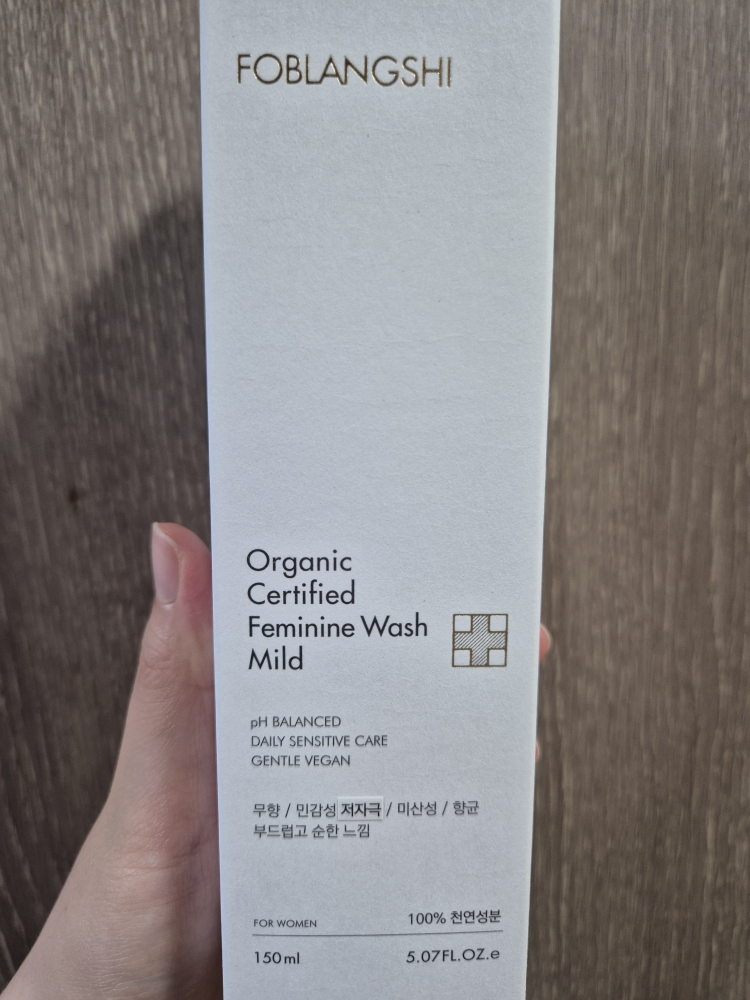 FOBLANGSHI
Organic
Certified
Feminine Wash
Mild
pH BALANCED
DAILY SENSITIVE CARE
GENTLE VEGAN
무향 / 민감성 저자극 / 미산성 / 향균
부드럽고 순한 느낌
FOR WOMEN 100% 천연성분
150ml 5.07FL.OZ.e